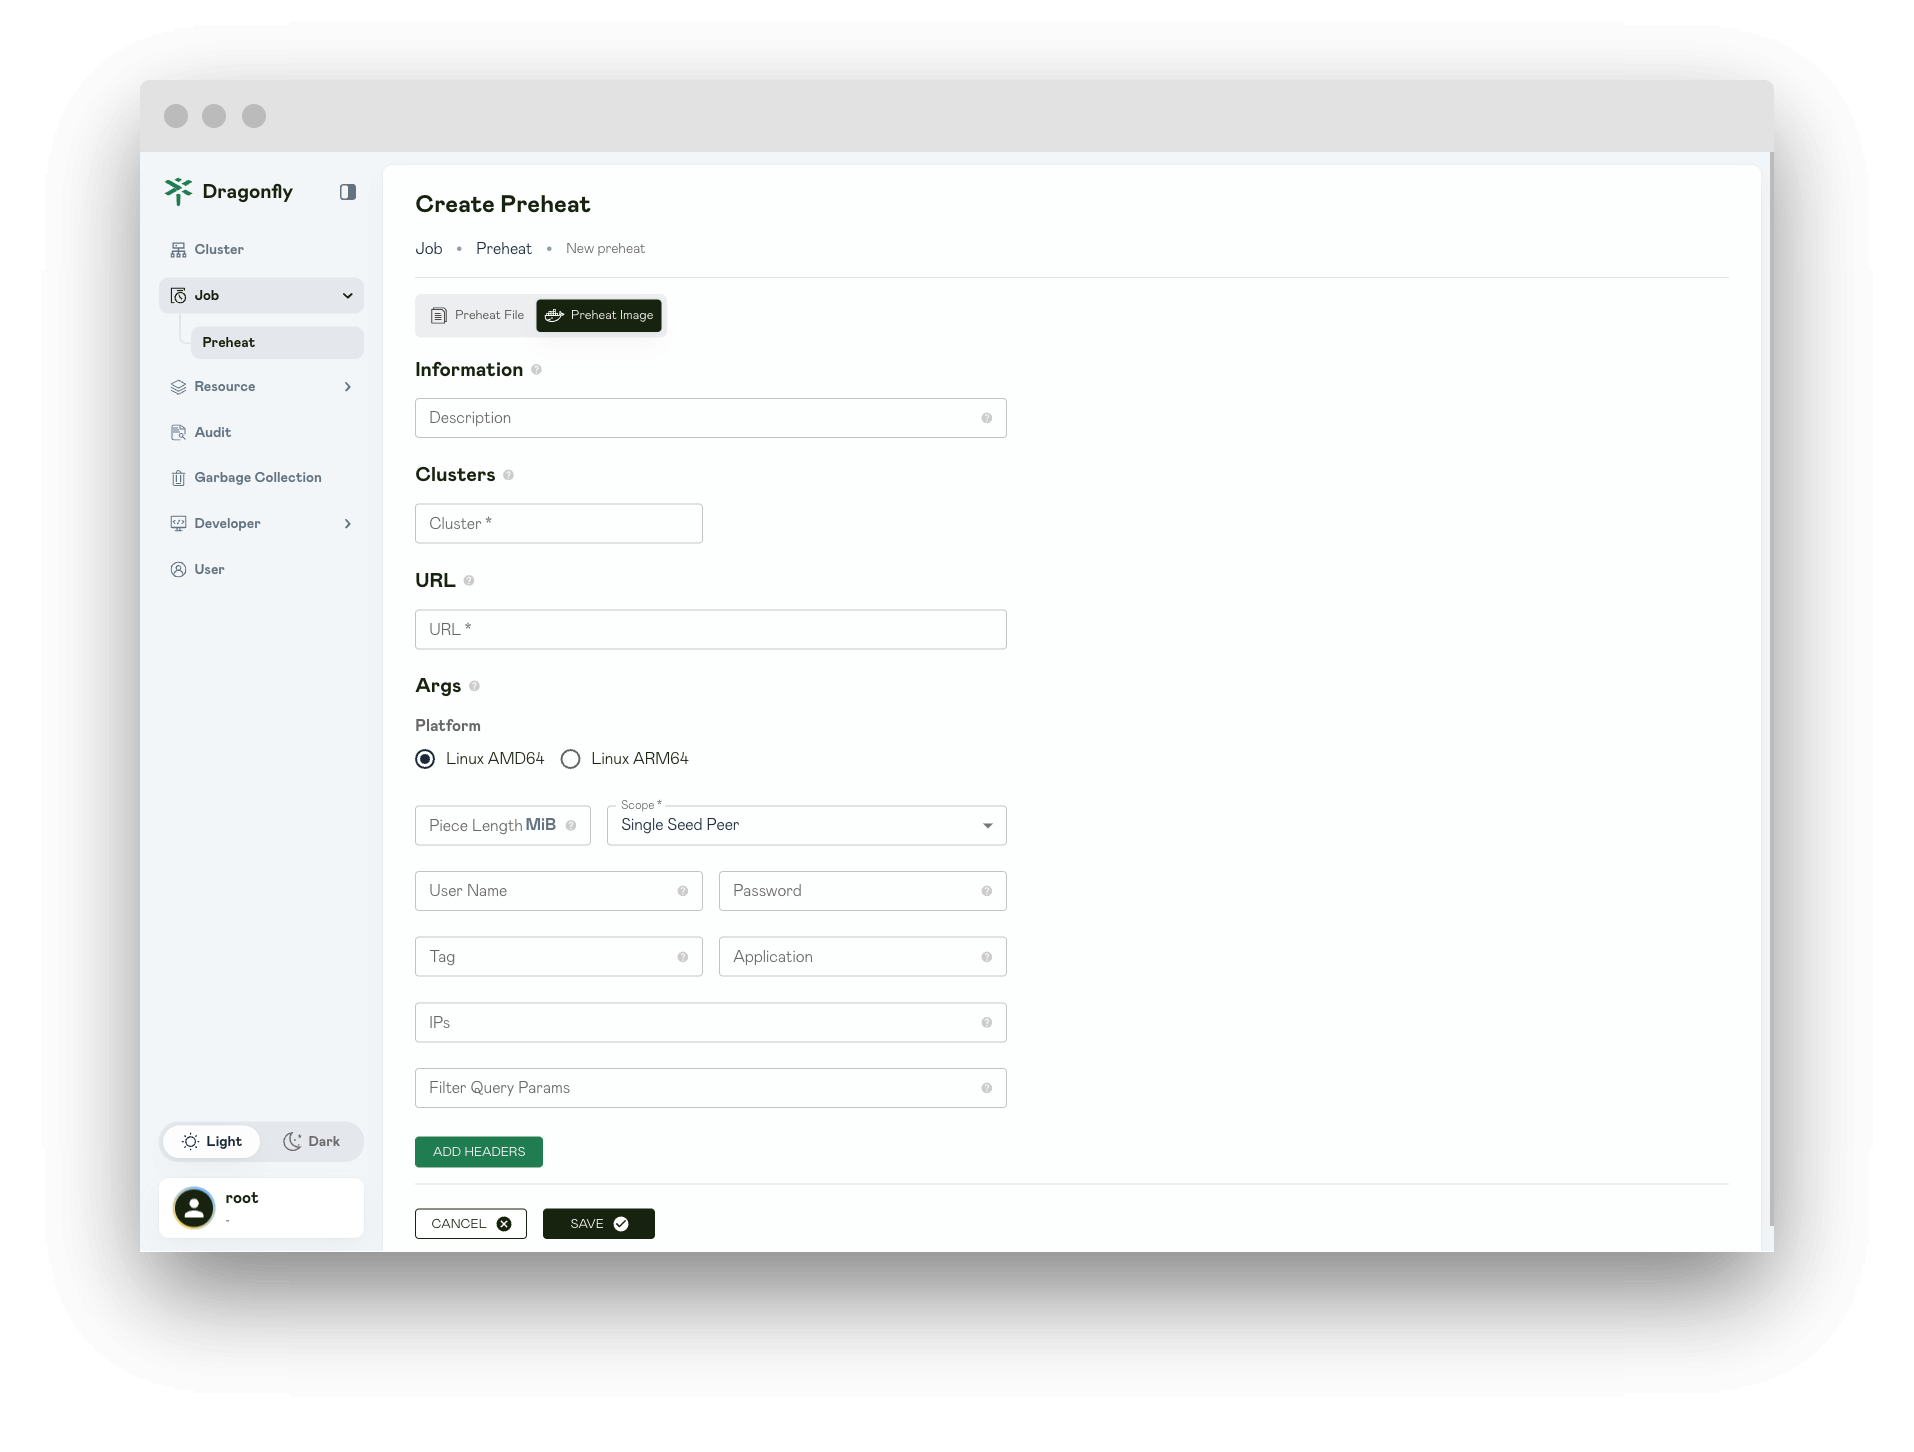 Dragonfly
Cluster
Job
Preheat
Resource
Audit
Garbage Collection
Developer
User
Light
Dark
root
-
Create Preheat
Job • Preheat • New preheat
Preheat File
Preheat Image
Information
Description
Clusters
Cluster *
URL
URL *
Args
Platform
Linux AMD64
Linux ARM64
Piece Length MiB
Scope *
Single Seed Peer
User Name
Password
Tag
Application
IPs
Filter Query Params
ADD HEADERS
CANCEL
SAVE